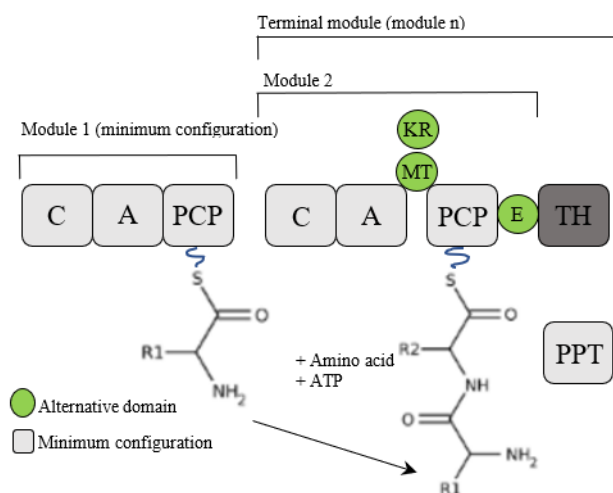 Terminal module (module n)
Module 2
Module 1 (minimum configuration)
KR
MT
C A PCP C A PCP E TH
S S
O O
R1 R2
NH2 NH
+ Amino acid
+ ATP
PPT
O
NH2
R1
Alternative domain
Minimum configuration